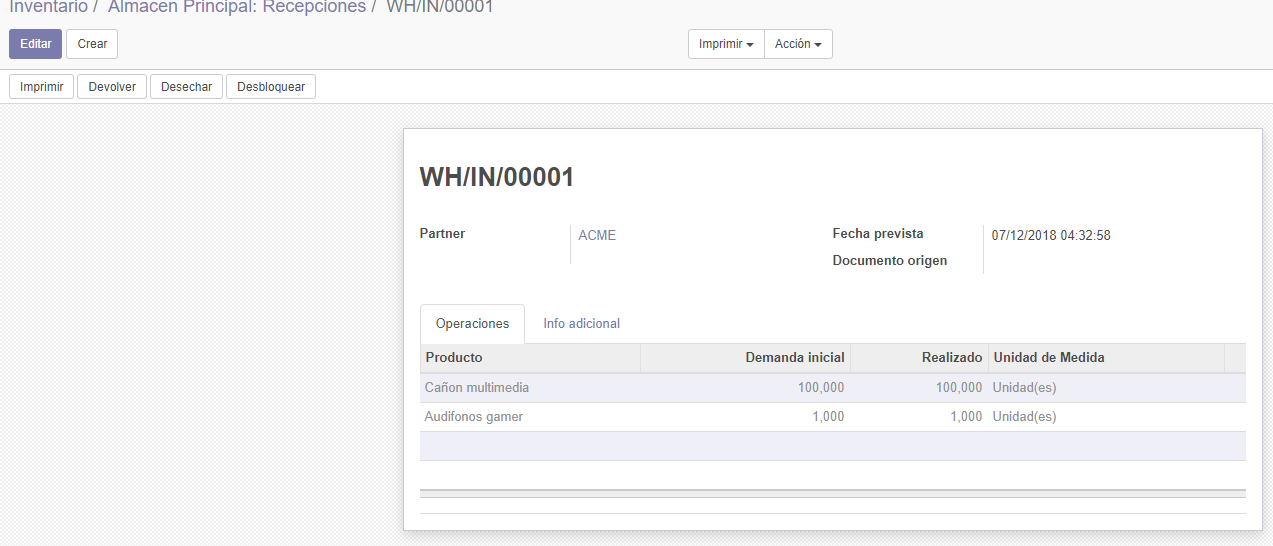 Inventario / Almacen Principal: Recepciones / WH/IN/00001
Editar Crear Imprimir Acción
Imprimir Devolver Desechar Desbloquear
WH/IN/00001
Partner ACME Fecha prevista 07/12/2018 04:32:58
Documento origen
Operaciones Info adicional
Producto Demanda inicial Realizado Unidad de Medida
Cañon multimedia 100,000 100,000 Unidad(es)
Audifonos gamer 1,000 1,000 Unidad(es)